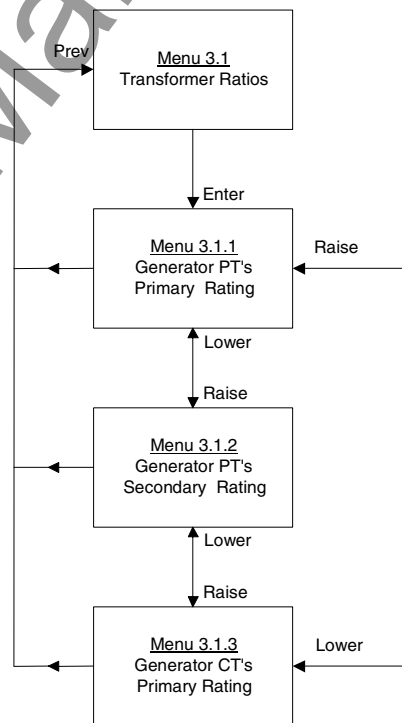 Prev
Menu 3.1
Transformer Ratios
Enter
Menu 3.1.1
Generator PT's
Primary Rating
Raise
Lower
Raise
Menu 3.1.2
Generator PT's
Secondary Rating
Lower
Raise
Menu 3.1.3
Generator CT's
Primary Rating
Lower